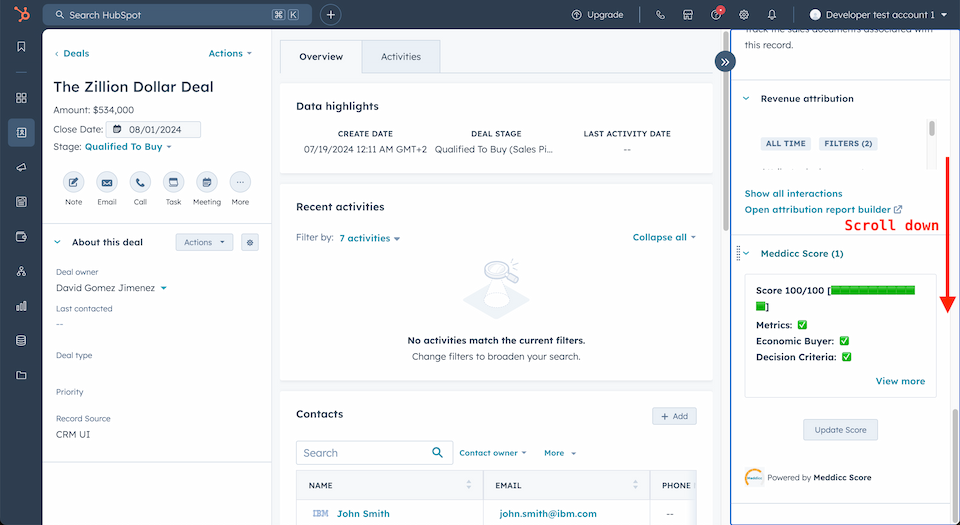 Search HubSpot
⌘ K
Upgrade
Developer test account 1
Deals
Actions
The Zillion Dollar Deal
Amount: $534,000
Close Date: 08/01/2024
Stage: Qualified To Buy
Note Email Call Task Meeting More
About this deal
Actions
Deal owner
David Gomez Jimenez
Last contacted
--
Deal type
Priority
Record Source
CRM UI
Overview
Activities
Data highlights
CREATE DATE DEAL STAGE LAST ACTIVITY DATE
07/19/2024 12:11 AM GMT+2 Qualified To Buy (Sales Pi... --
Recent activities
Filter by: 7 activities
Collapse all
No activities match the current filters.
Change filters to broaden your search.
Contacts
+ Add
Search
Contact owner
More
NAME EMAIL PHONE
IBM John Smith john.smith@ibm.com --
Track the sales documents associated with
this record.
Revenue attribution
ALL TIME FILTERS (2)
Show all interactions
Open attribution report builder
Scroll down
Meddicc Score (1)
Score 100/100 [
]
Metrics: ✅
Economic Buyer: ✅
Decision Criteria: ✅
View more
Update Score
Meddicc
Powered by Meddicc Score